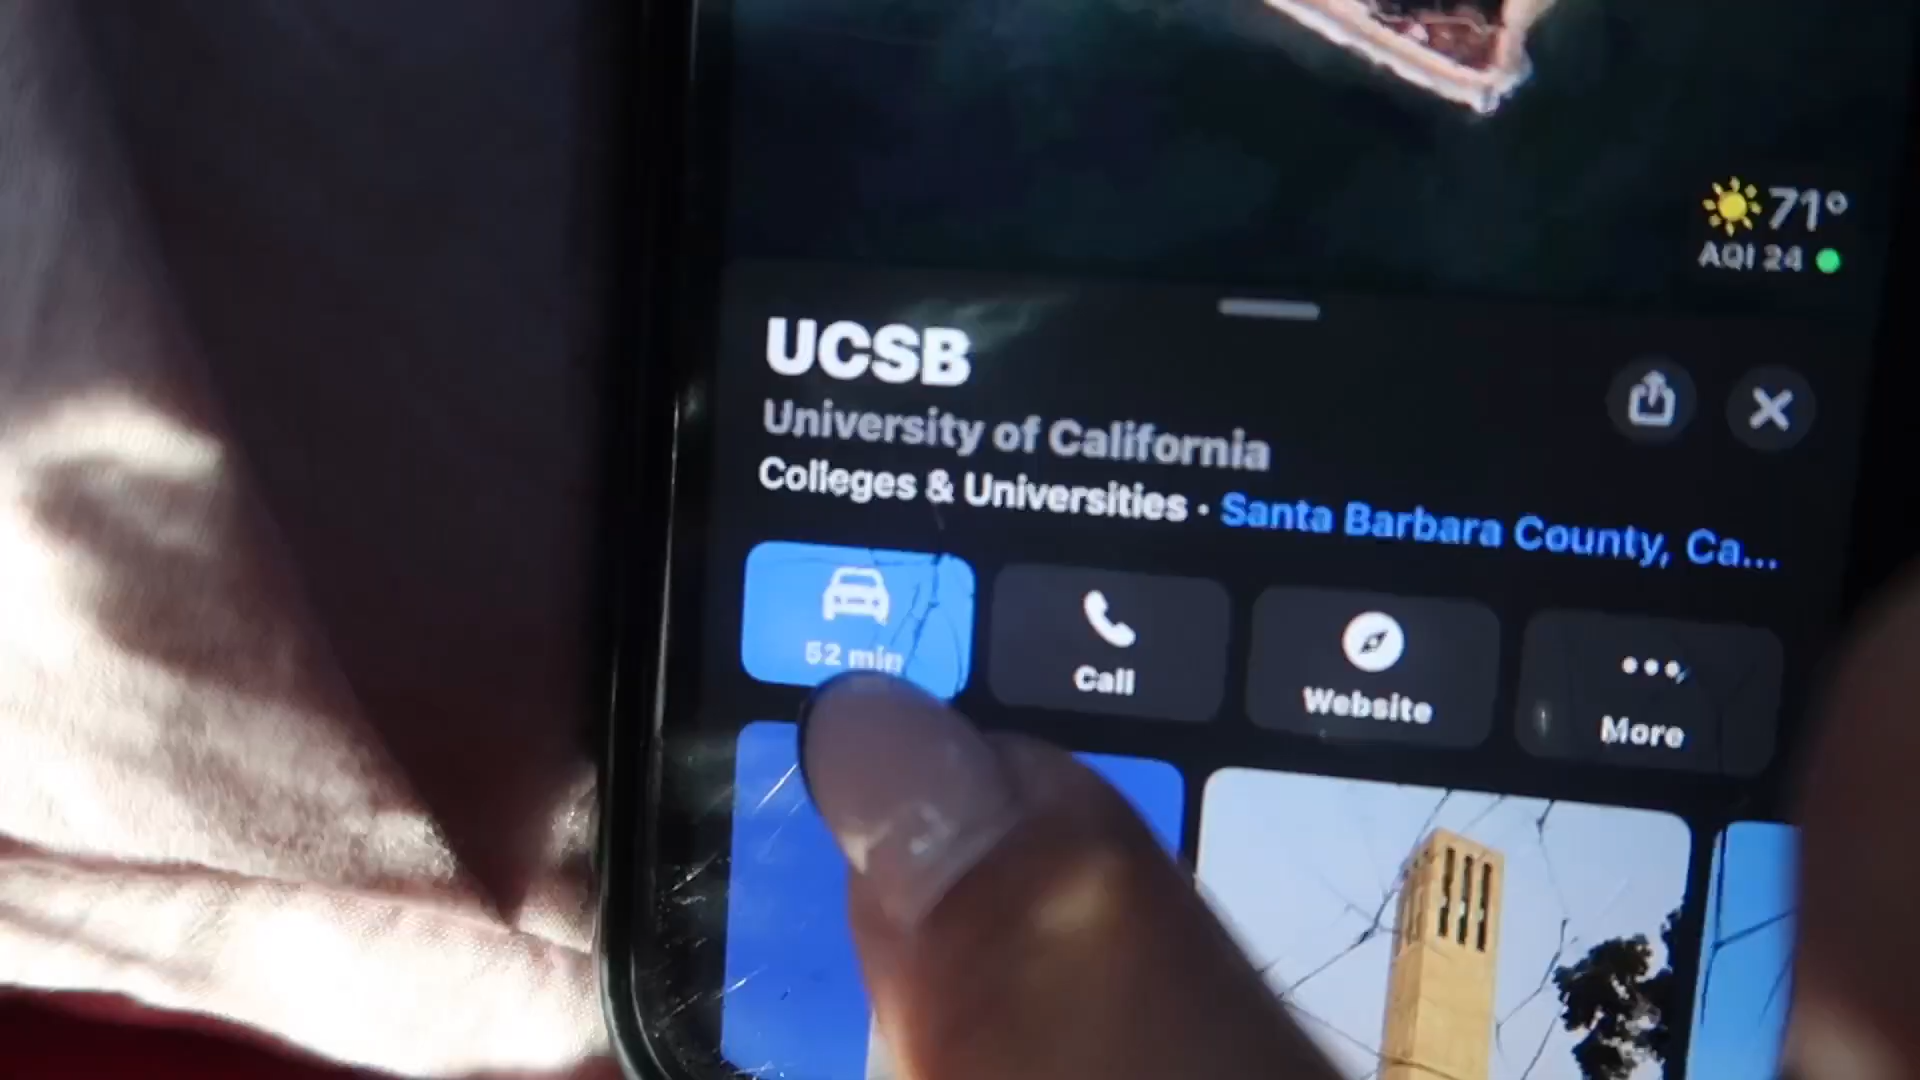 71°
AQI 24
UCSB
University of California
Colleges & Universities · Santa Barbara County, Ca...
52 min
Call
Website
More